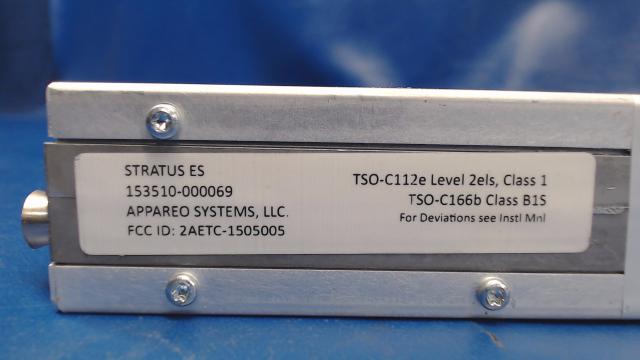 STRATUS ES
153510-000069
APPAREO SYSTEMS, LLC.
FCC ID: 2AETC-1505005
TSO-C112e Level 2els, Class 1
TSO-C166b Class B1S
For Deviations see Instl Mnl